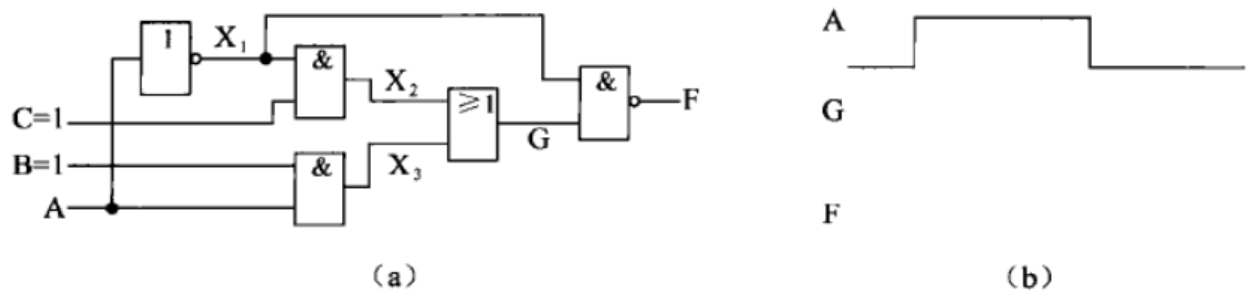 1
X₁
&
X₂
C=1
≥1
&
F
G
B=1
&
X₃
A
(a)
A
G
F
(b)